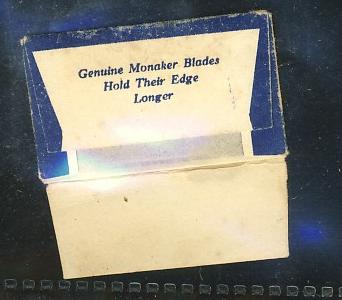 Genuine Monaker Blades
Hold Their Edge
Longer